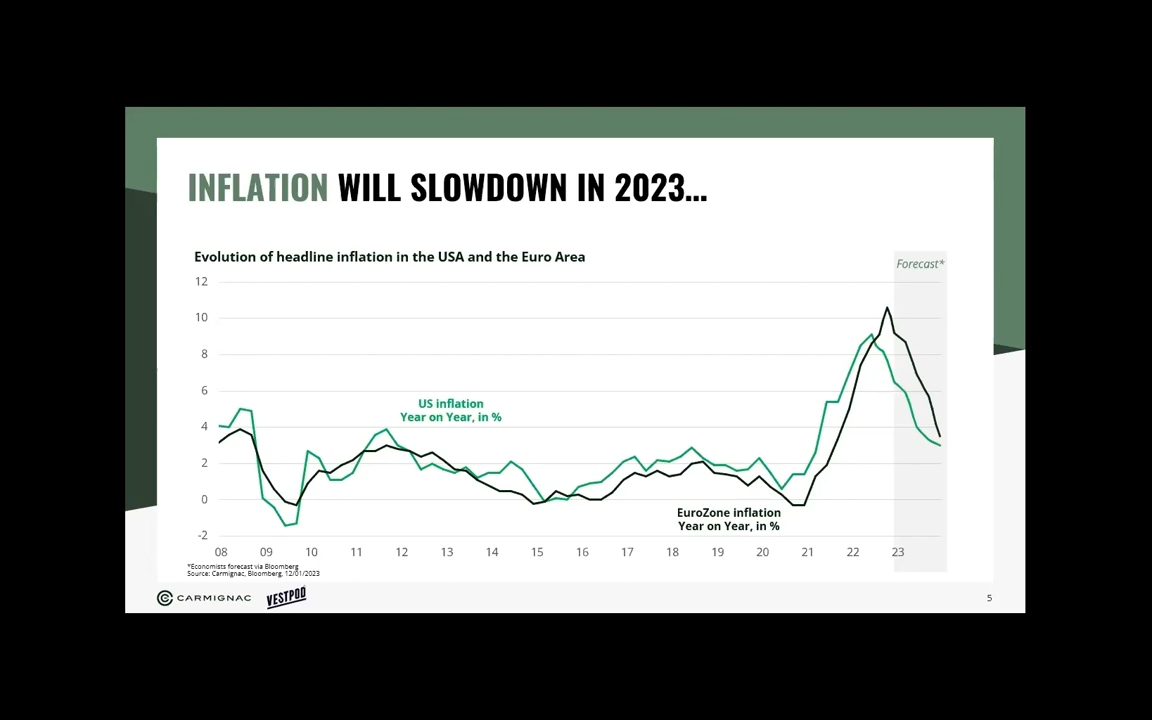 INFLATION WILL SLOWDOWN IN 2023...
Evolution of headline inflation in the USA and the Euro Area
Forecast*
12
10
8
6
4
2
0
-2
US inflation
Year on Year, in %
EuroZone inflation
Year on Year, in %
08 09 10 11 12 13 14 15 16 17 18 19 20 21 22 23
*Economists forecast via Bloomberg
Source: Carmignac, Bloomberg, 12/01/2023
CARMIGNAC VESTPOD 5